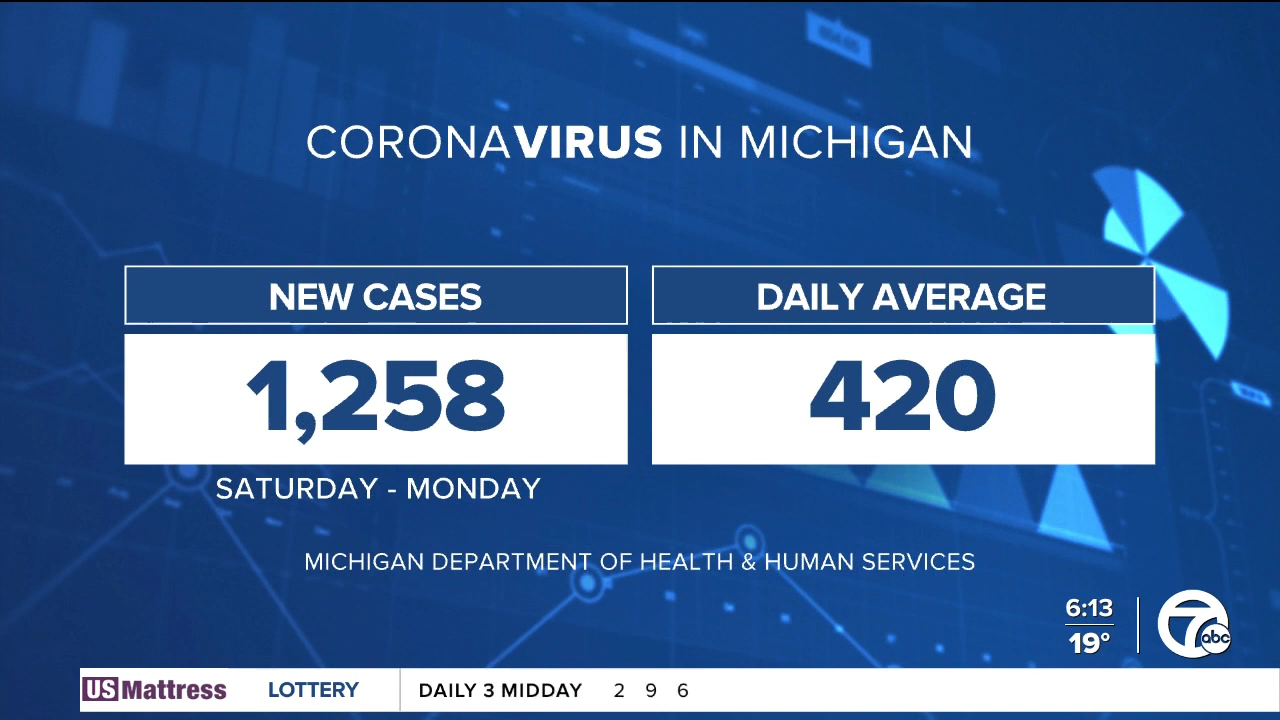 CORONAVIRUS IN MICHIGAN
NEW CASES
DAILY AVERAGE
1,258
420
SATURDAY - MONDAY
MICHIGAN DEPARTMENT OF HEALTH & HUMAN SERVICES
6:13
19°
7 abc
US Mattress LOTTERY DAILY 3 MIDDAY 2 9 6